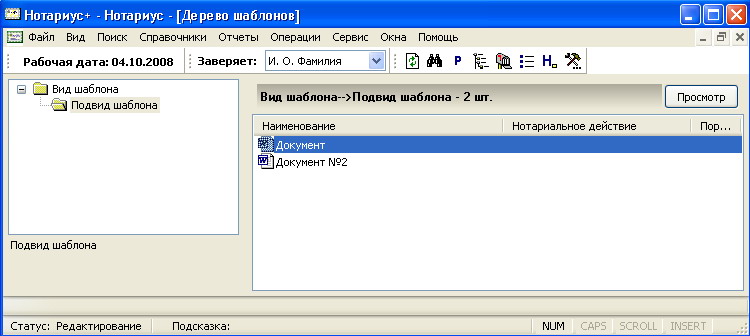 Нотариус+ - Нотариус - [Дерево шаблонов]
Файл Вид Поиск Справочники Отчеты Операции Сервис Окна Помощь
Рабочая дата: 04.10.2008 Заверяет: И. О. Фамилия P H
Вид шаблона
Подвид шаблона
Вид шаблона-->Подвид шаблона - 2 шт. Просмотр
Наименование Нотариальное действие Пор...
Документ
Документ №2
Подвид шаблона
Статус: Редактирование Подсказка: NUM CAPS SCROLL INSERT